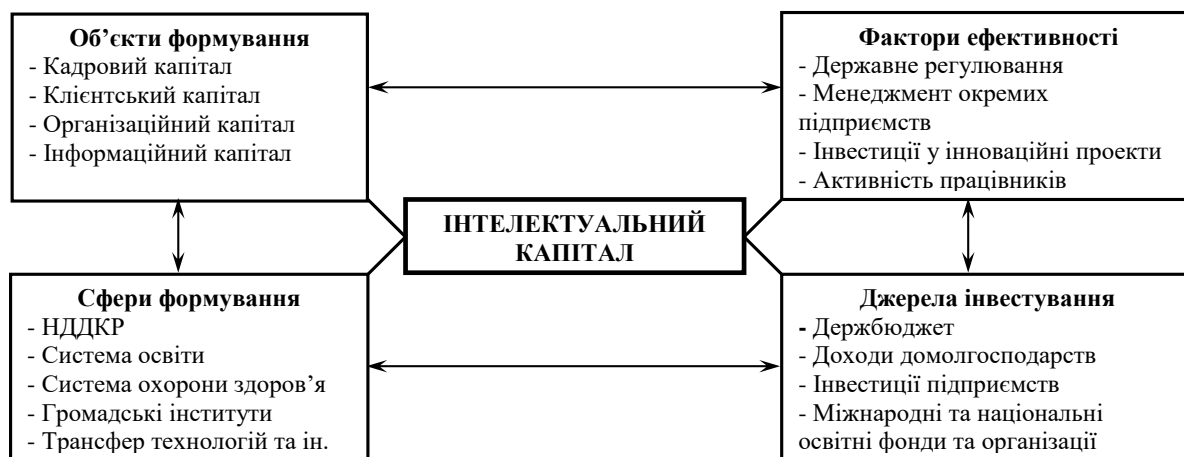 Об’єкти формування
- Кадровий капітал
- Клієнтський капітал
- Організаційний капітал
- Інформаційний капітал
Фактори ефективності
- Державне регулювання
- Менеджмент окремих
підприємств
- Інвестиції у інноваційні проекти
- Активність працівників
ІНТЕЛЕКТУАЛЬНИЙ
КАПІТАЛ
Сфери формування
- НДДКР
- Система освіти
- Система охорони здоров’я
- Громадські інститути
- Трансфер технологій та ін.
Джерела інвестування
- Держбюджет
- Доходи домолгосподарств
- Інвестиції підприємств
- Міжнародні та національні
освітні фонди та організації